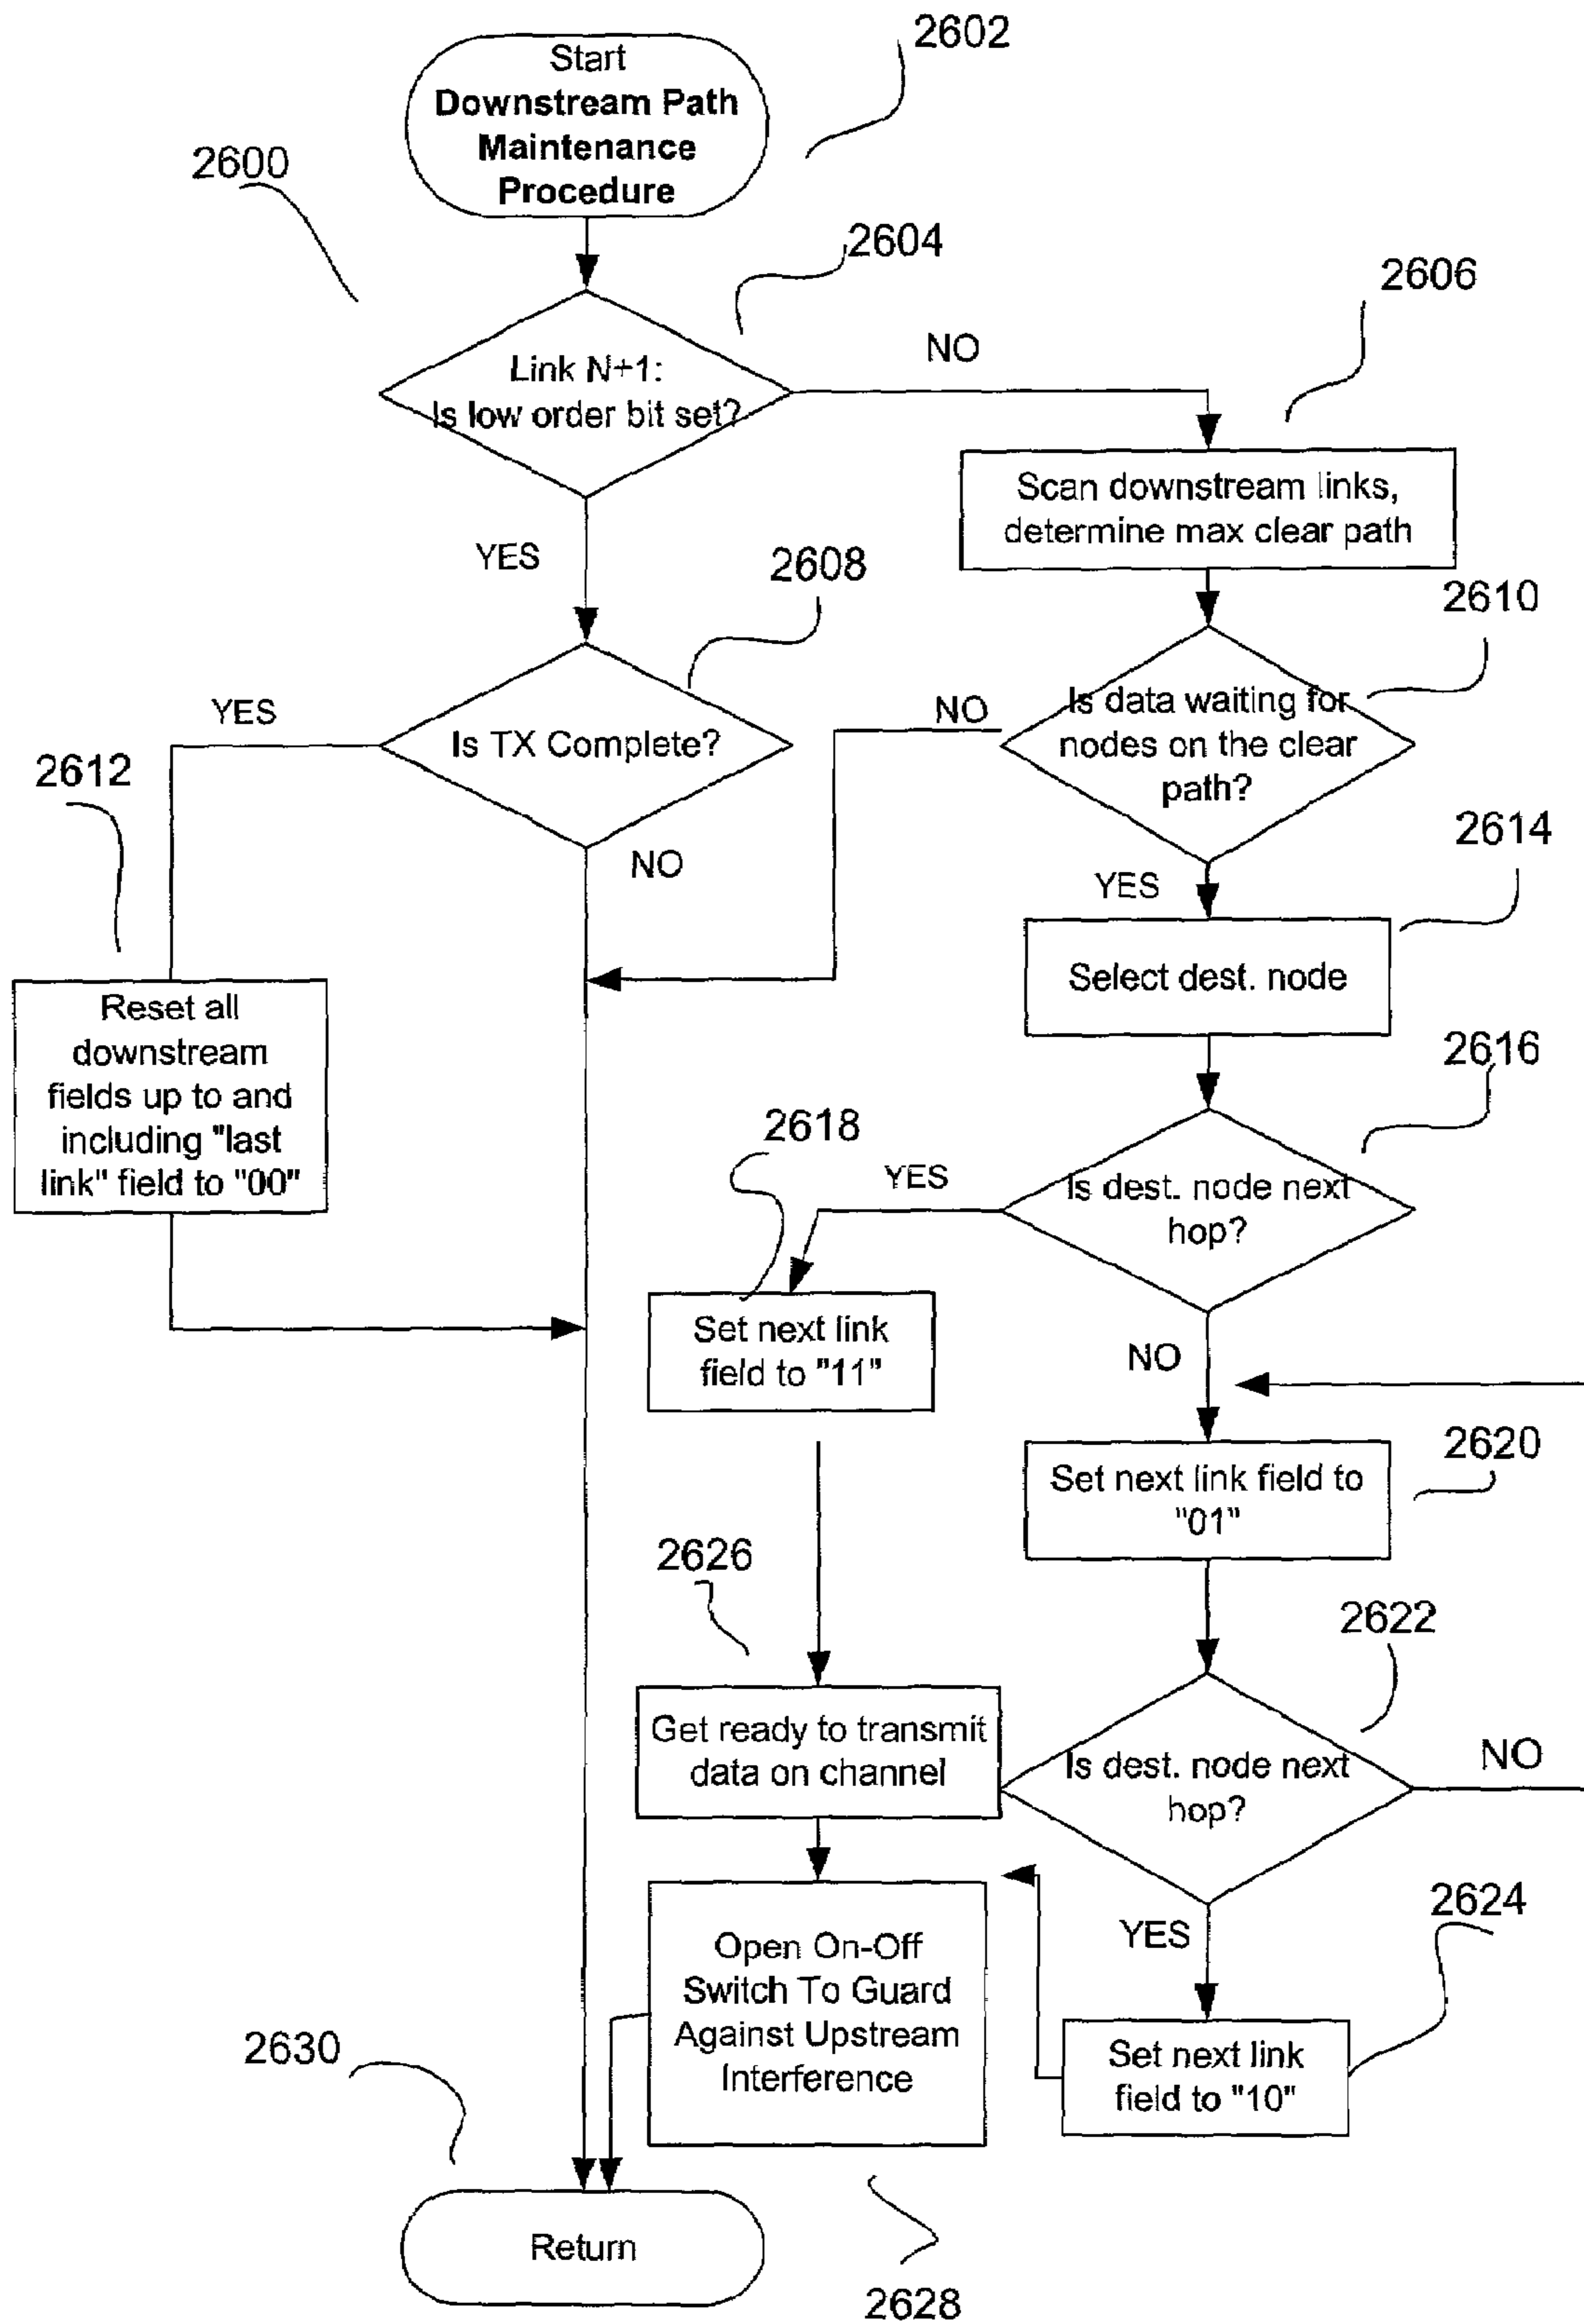 2602
Start
Downstream Path
Maintenance
Procedure
2600
2604
2606
Link N+1:
Is low order bit set?
NO
Scan downstream links,
determine max clear path
YES
2608
2610
YES
Is TX Complete?
NO
Is data waiting for
nodes on the clear
path?
2612
2614
NO
YES
Select dest. node
Reset all
downstream
fields up to and
including "last
link" field to "00"
2616
2618
YES
Is dest. node next
hop?
Set next link
field to "11"
NO
2620
Set next link field to
"01"
2626
2622
Get ready to transmit
data on channel
Is dest. node next
hop?
NO
2624
YES
Open On-Off
Switch To Guard
Against Upstream
Interference
Set next link
field to "10"
2630
Return
2628